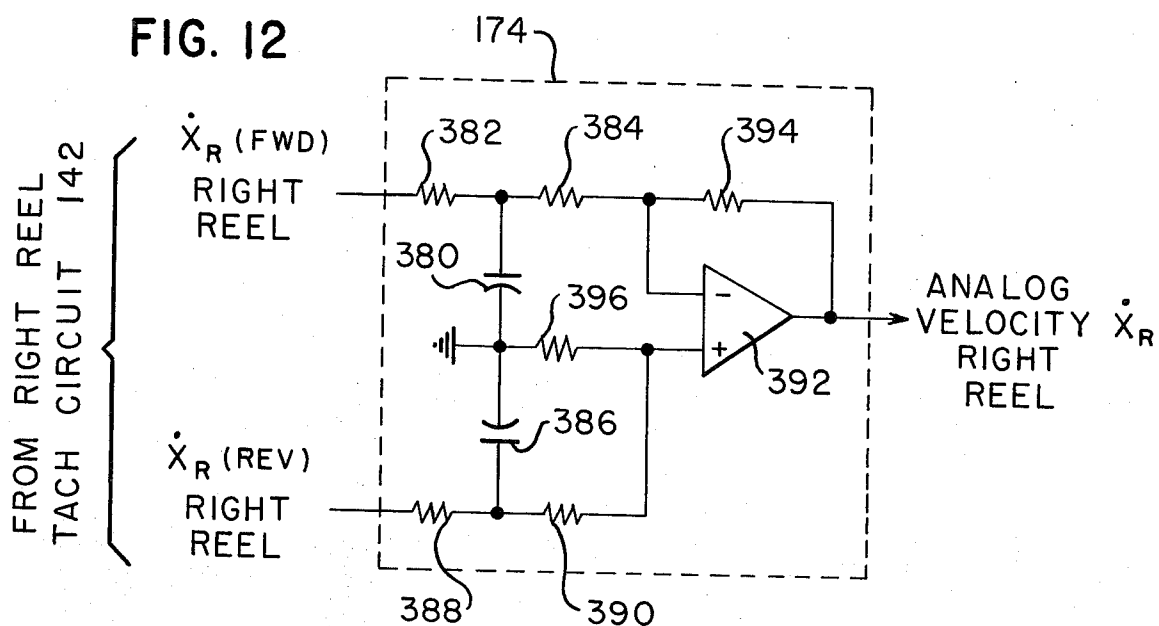 FIG. 12
174
FROM RIGHT REEL
TACH CIRCUIT 142
Ẋ_R (FWD)
RIGHT
REEL
382
384
394
380
396
-
+
392
ANALOG
VELOCITY Ẋ_R
RIGHT
REEL
386
Ẋ_R (REV)
RIGHT
REEL
388
390